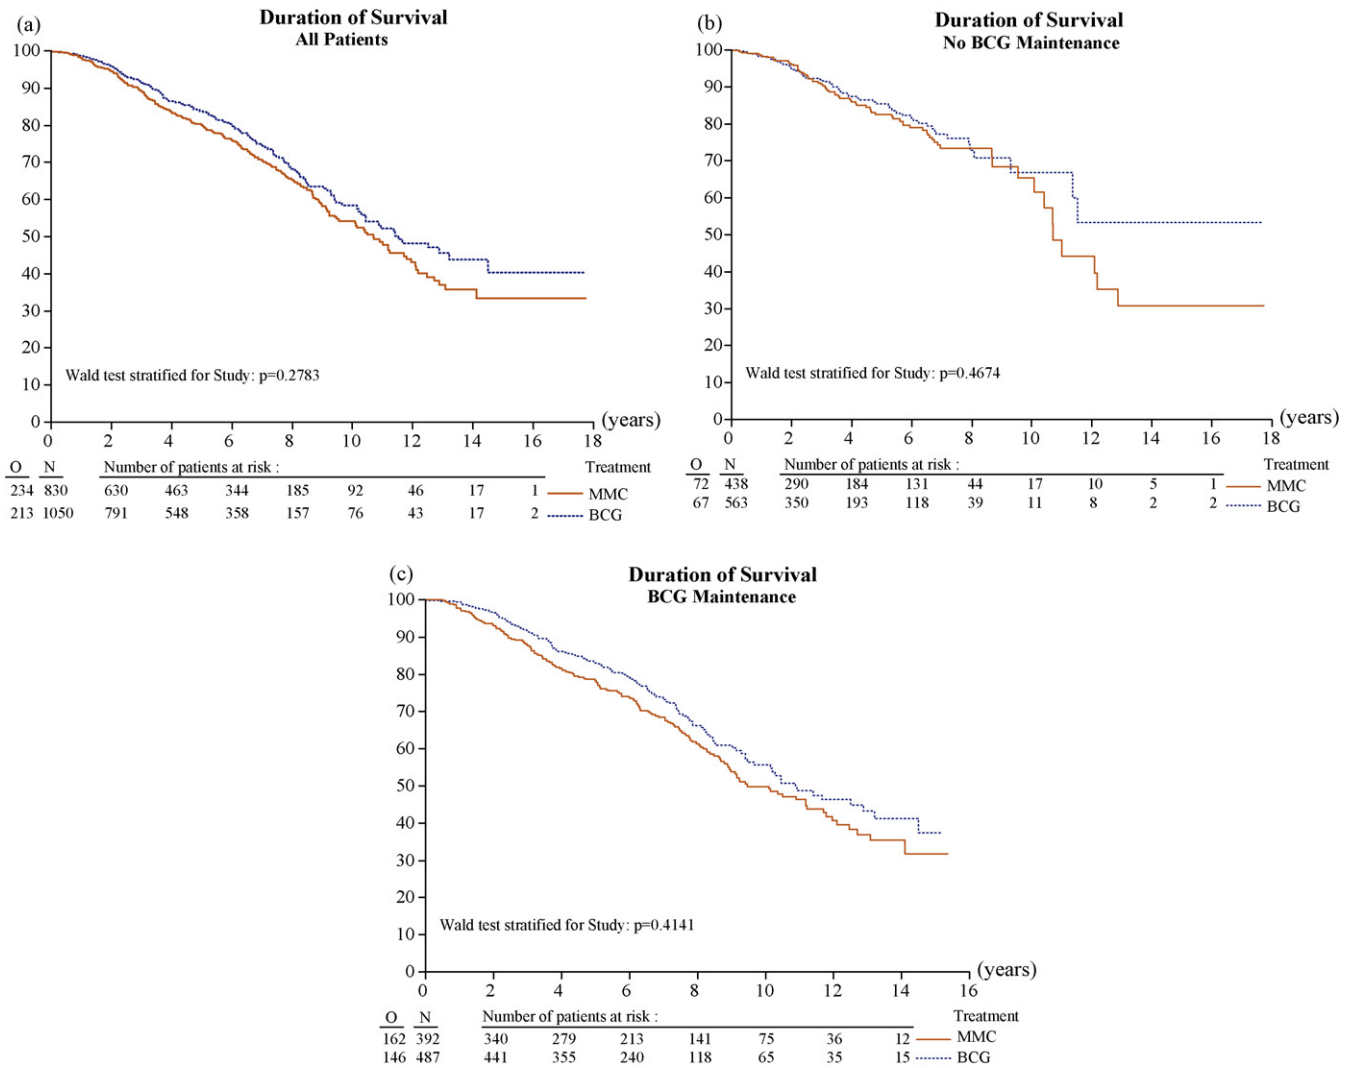 (a)
Duration of Survival
All Patients
100
90
80
70
60
50
40
30
20
10
0
Wald test stratified for Study: p=0.2783
(years)
0 2 4 6 8 10 12 14 16 18
O N Number of patients at risk : Treatment
234 830 630 463 344 185 92 46 17 1 MMC
213 1050 791 548 358 157 76 43 17 2 BCG
(b)
Duration of Survival
No BCG Maintenance
100
90
80
70
60
50
40
30
20
10
0
Wald test stratified for Study: p=0.4674
(years)
0 2 4 6 8 10 12 14 16 18
O N Number of patients at risk : Treatment
72 438 290 184 131 44 17 10 5 1 MMC
67 563 350 193 118 39 11 8 2 2 BCG
(c)
Duration of Survival
BCG Maintenance
100
90
80
70
60
50
40
30
20
10
0
Wald test stratified for Study: p=0.4141
(years)
0 2 4 6 8 10 12 14 16
O N Number of patients at risk : Treatment
162 392 340 279 213 141 75 36 12 MMC
146 487 441 355 240 118 65 35 15 BCG